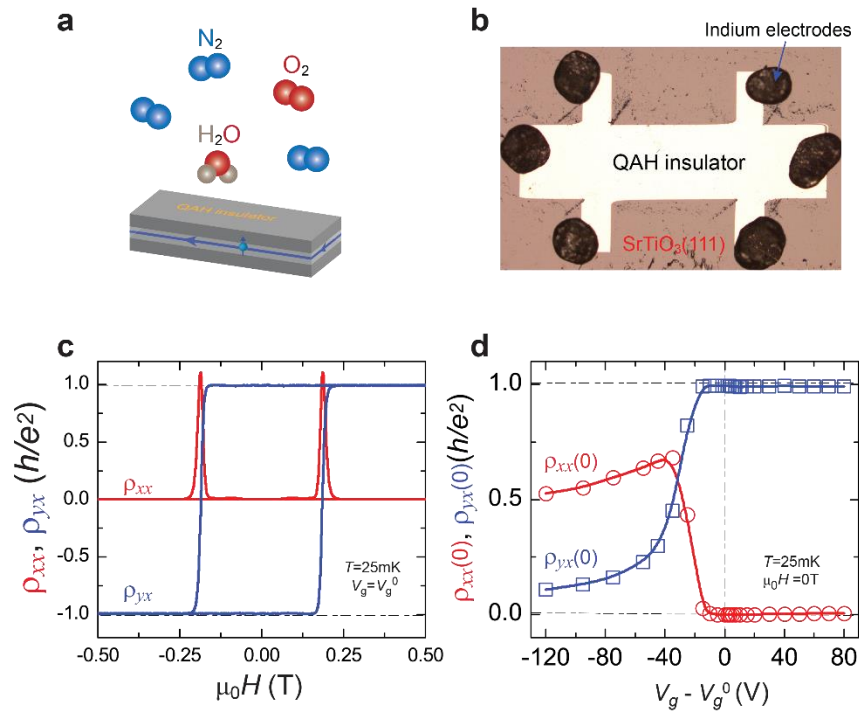 a
N₂
O₂
H₂O
QAH insulator
b
Indium electrodes
QAH insulator
SrTiO₃(111)
c
ρxx, ρyx (h/e²)
1.0
0.5
0.0
-0.5
-1.0
ρxx
ρyx
T=25mK
Vg=Vg⁰
-0.50 -0.25 0.00 0.25 0.50
μ₀H (T)
d
ρxx(0), ρyx(0)(h/e²)
1.0
0.5
0.0
ρxx(0)
ρyx(0)
T=25mK
μ₀H =0T
-120 -80 -40 0 40 80
Vg - Vg⁰ (V)